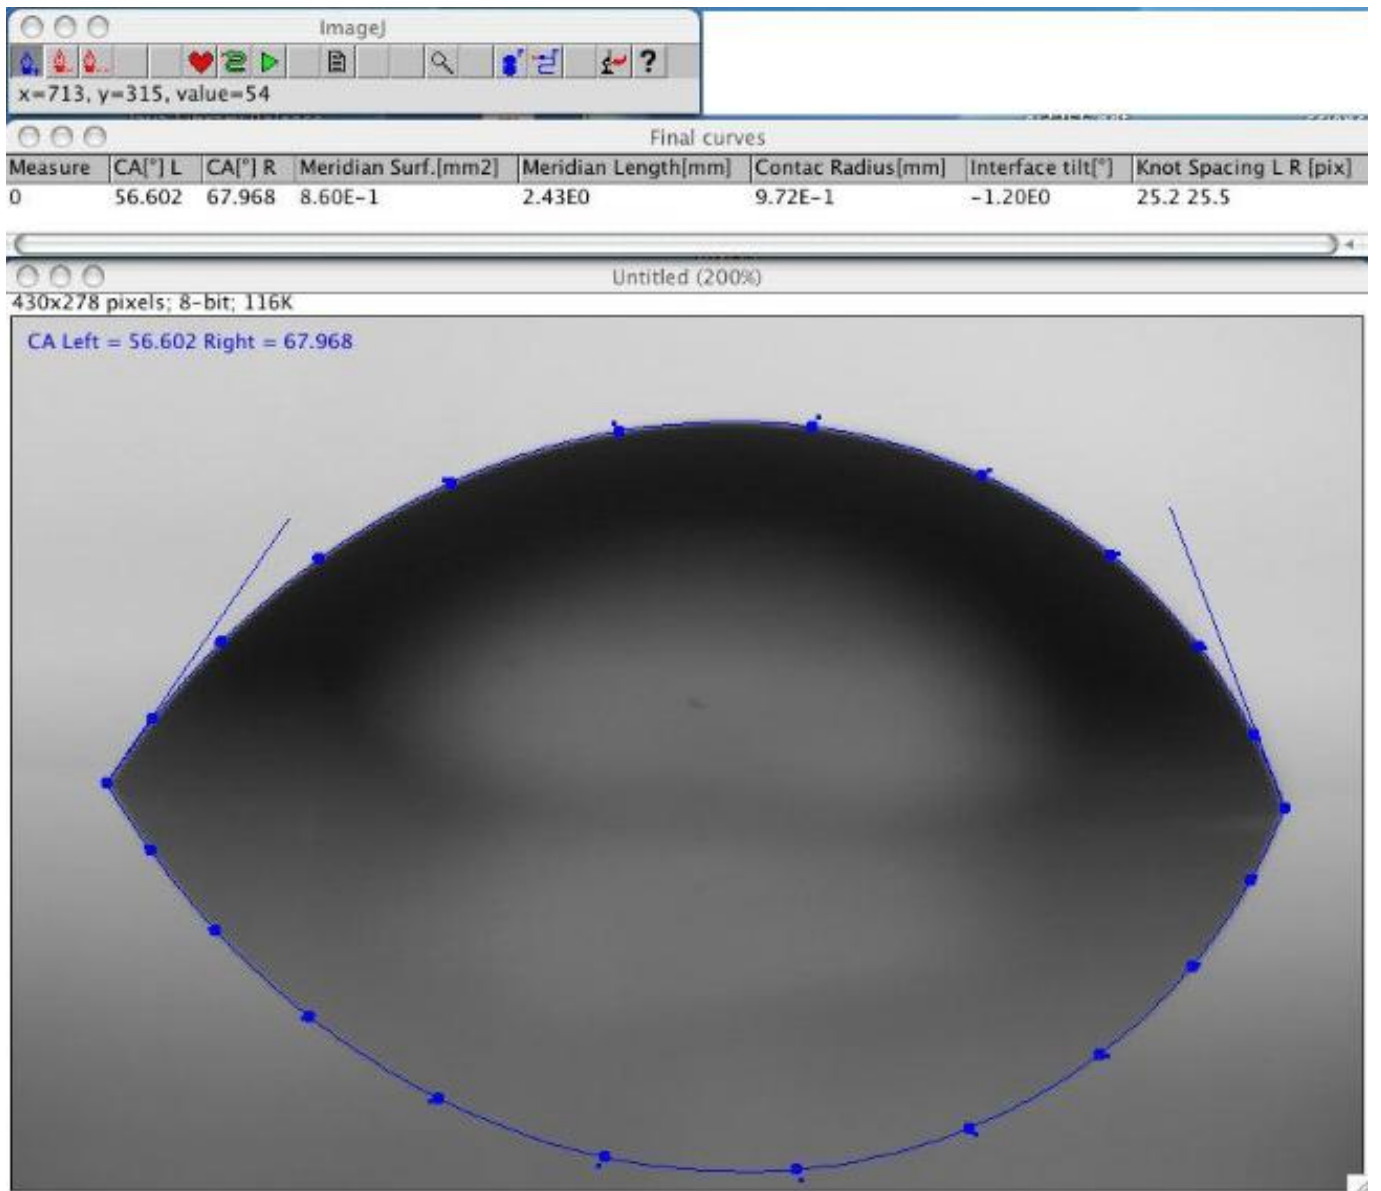 ImageJ
?
x=713, y=315, value=54
Final curves
Measure CA[°] L CA[°] R Meridian Surf.[mm2] Meridian Length[mm] Contac Radius[mm] Interface tilt[°] Knot Spacing L R [pix]
0 56.602 67.968 8.60E-1 2.43E0 9.72E-1 -1.20E0 25.2 25.5
Untitled (200%)
430x278 pixels; 8-bit; 116K
CA Left = 56.602 Right = 67.968